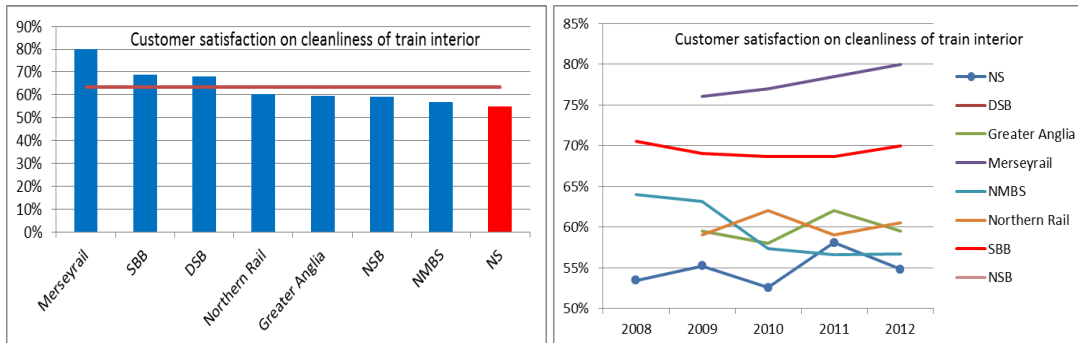 Customer satisfaction on cleanliness of train interior
90%
80%
70%
60%
50%
40%
30%
20%
10%
0%
Merseyrail
SBB
DSB
Northern Rail
Greater Anglia
NSB
NMBS
NS
Customer satisfaction on cleanliness of train interior
85%
80%
75%
70%
65%
60%
55%
50%
2008 2009 2010 2011 2012
NS
DSB
Greater Anglia
Merseyrail
NMBS
Northern Rail
SBB
NSB